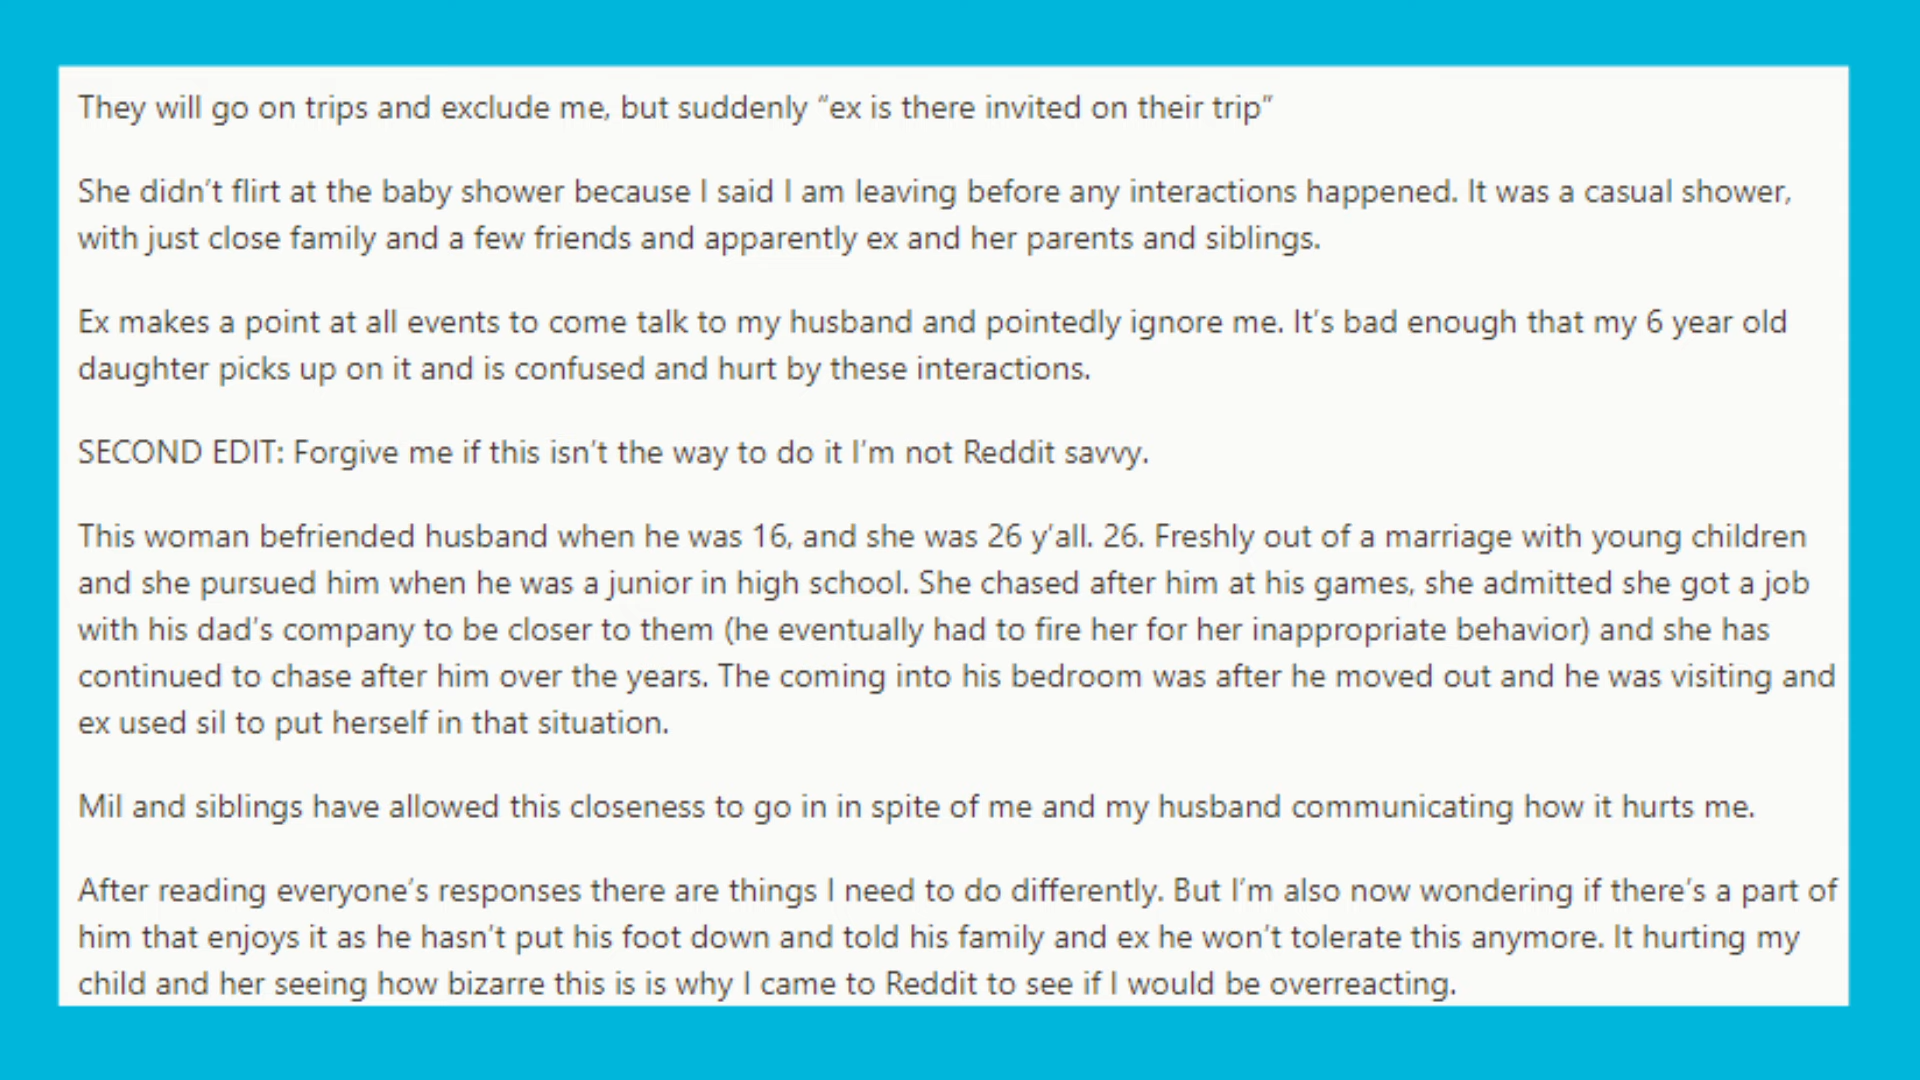 They will go on trips and exclude me, but suddenly “ex is there invited on their trip”
She didn’t flirt at the baby shower because I said I am leaving before any interactions happened. It was a casual shower,
with just close family and a few friends and apparently ex and her parents and siblings.
Ex makes a point at all events to come talk to my husband and pointedly ignore me. It’s bad enough that my 6 year old
daughter picks up on it and is confused and hurt by these interactions.
SECOND EDIT: Forgive me if this isn’t the way to do it I’m not Reddit savvy.
This woman befriended husband when he was 16, and she was 26 y’all. 26. Freshly out of a marriage with young children
and she pursued him when he was a junior in high school. She chased after him at his games, she admitted she got a job
with his dad’s company to be closer to them (he eventually had to fire her for her inappropriate behavior) and she has
continued to chase after him over the years. The coming into his bedroom was after he moved out and he was visiting and
ex used sil to put herself in that situation.
Mil and siblings have allowed this closeness to go in in spite of me and my husband communicating how it hurts me.
After reading everyone’s responses there are things I need to do differently. But I’m also now wondering if there’s a part of
him that enjoys it as he hasn’t put his foot down and told his family and ex he won’t tolerate this anymore. It hurting my
child and her seeing how bizarre this is is why I came to Reddit to see if I would be overreacting.